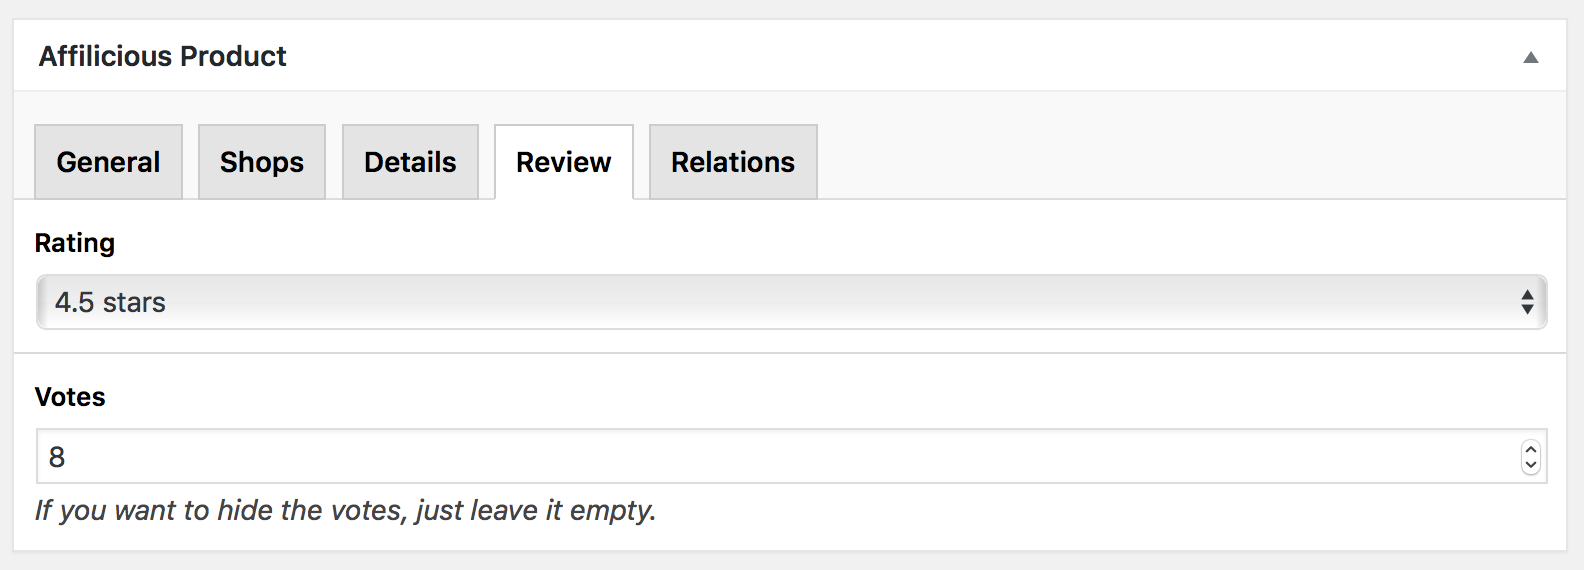 Affilicious Product
General Shops Details Review Relations
Rating
4.5 stars
Votes
8
If you want to hide the votes, just leave it empty.